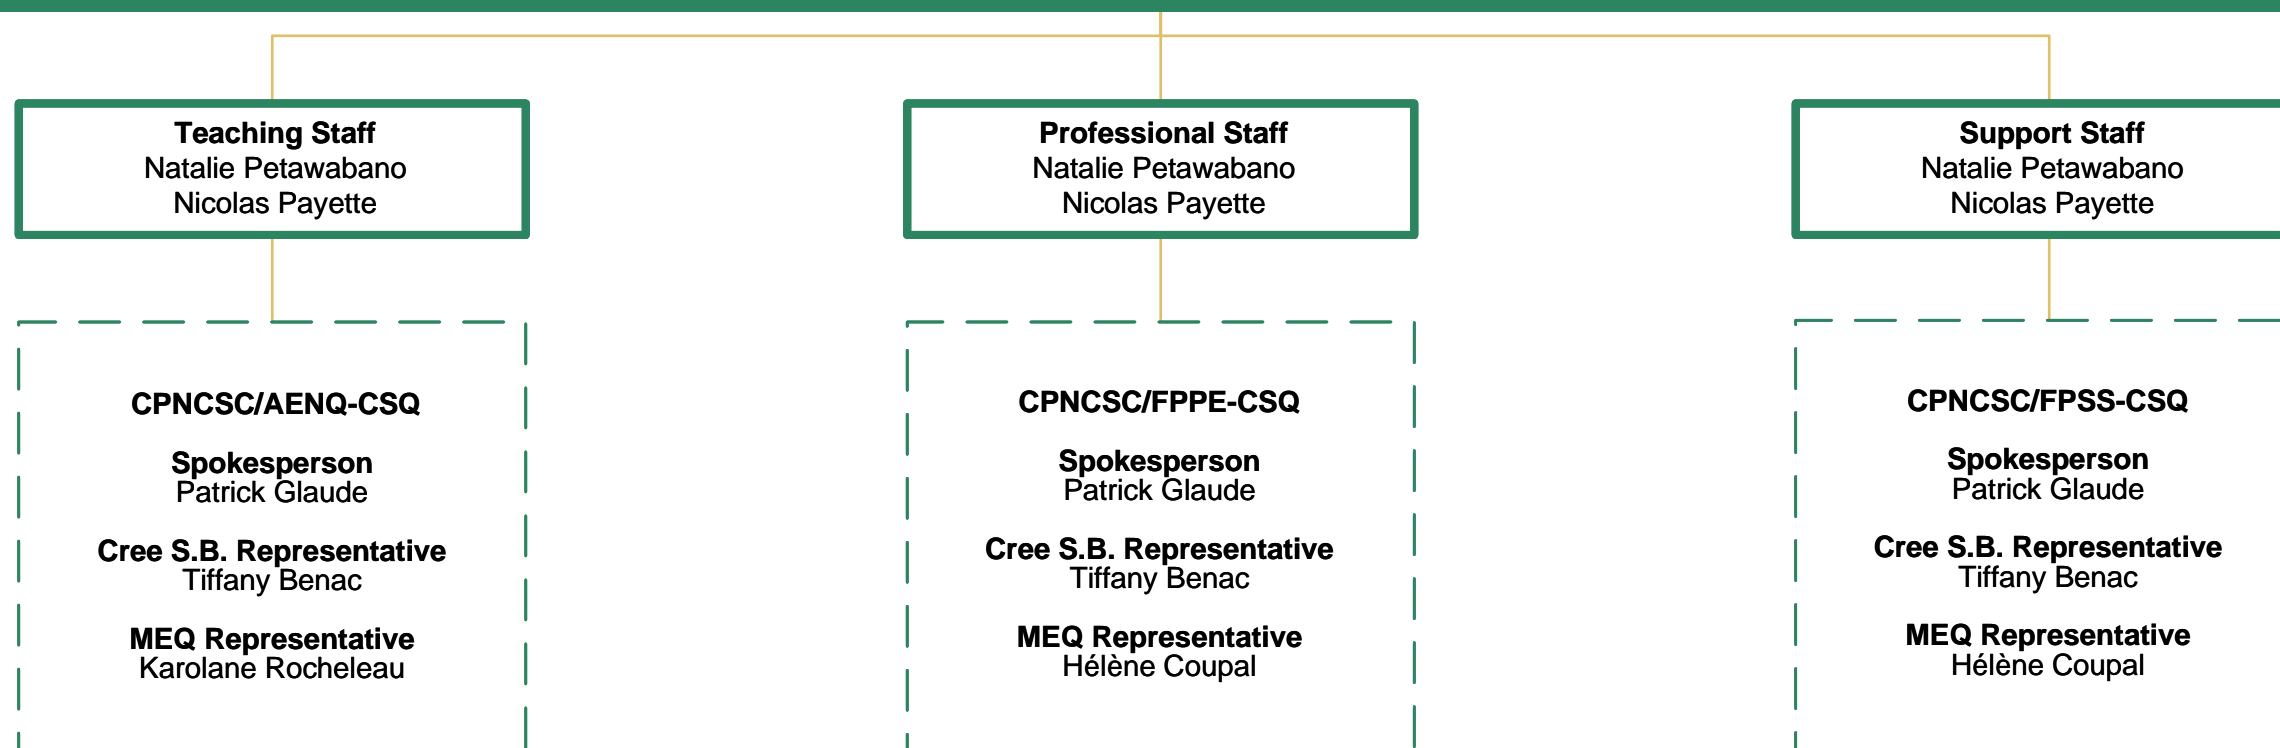 Teaching Staff
Natalie Petawabano
Nicolas Payette
CPNCSC/AENQ-CSQ
Spokesperson
Patrick Glaude
Cree S.B. Representative
Tiffany Benac
MEQ Representative
Karolane Rocheleau
Professional Staff
Natalie Petawabano
Nicolas Payette
CPNCSC/FPPE-CSQ
Spokesperson
Patrick Glaude
Cree S.B. Representative
Tiffany Benac
MEQ Representative
Hélène Coupal
Support Staff
Natalie Petawabano
Nicolas Payette
CPNCSC/FPSS-CSQ
Spokesperson
Patrick Glaude
Cree S.B. Representative
Tiffany Benac
MEQ Representative
Hélène Coupal